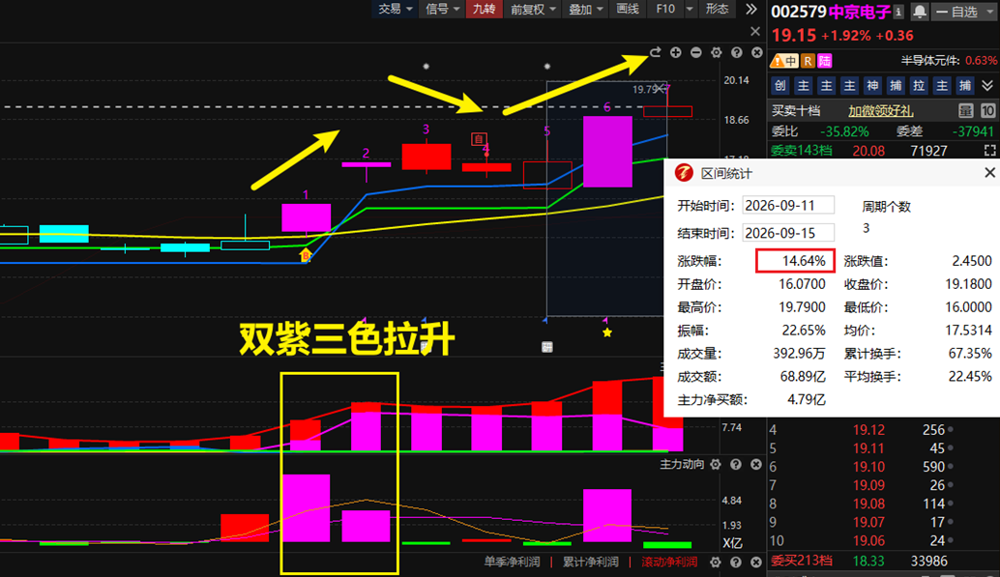 交易 信号 九转 前复权 叠加 画线 F10 形态
002579 中京电子 自选
19.15 +1.92% +0.36
中 R 陆 半导体元件: 0.63%
创 主 主 主 神 捕 拉 主 捕
买卖十档 加微领好礼 量 10
委比 -35.82% 委差 -37941
委卖143档 20.08 71927
20.14
18.66
17.18
19.79
1 2 3 4 5 6 7
自
区间统计
开始时间: 2026-09-11 周期个数
结束时间: 2026-09-15 3
涨跌幅: 14.64% 涨跌值: 2.4500
开盘价: 16.0700 收盘价: 19.1800
最高价: 19.7900 最低价: 16.0000
振幅: 22.65% 均价: 17.5314
成交量: 392.96万 累计换手: 67.35%
成交额: 68.89亿 平均换手: 22.45%
主力净买额: 4.79亿
双紫三色拉升
7.74
主力动向
4.84
1.93
X亿
单季净利润 累计净利润 滚动净利润
4 19.12 256
5 19.11 45
6 19.10 590
7 19.09 26
8 19.08 114
9 19.07 17
10 19.06 24
委买213档 18.33 33986